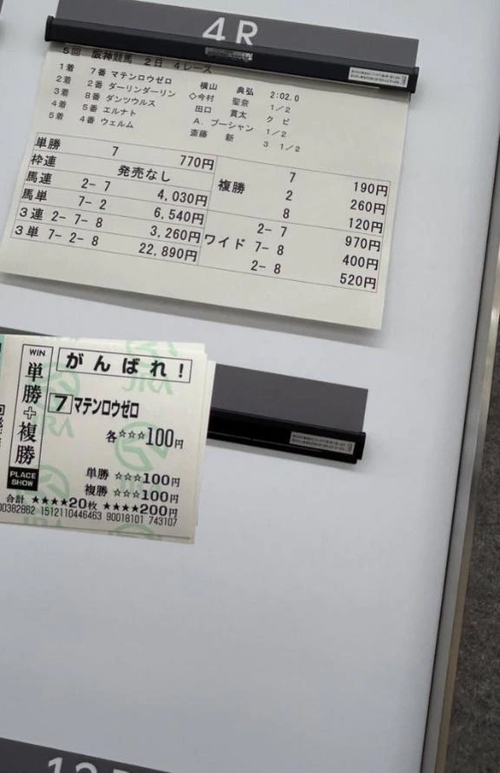 4R
5回 阪神競馬 2日 4レース
1着 7番 マテンロウゼロ 横山 典弘 2:02.0
2着 2番 ダーリンダーリン ◇今村 聖奈 1/2
3着 8番 ダンツウルス 田口 貫太 クビ
4着 5番 エルナト A.プーシャン 1/2
5着 4番 ウェルム 斎藤 新 3 1/2
単勝 7 770円
枠連 発売なし
馬連 2-7 4,030円
馬単 7-2 6,540円
3連 2-7-8 3,260円
3単 7-2-8 22,890円
複勝 7 190円
2 260円
8 120円
ワイド 2-7 970円
7-8 400円
2-8 520円
WIN
単勝+複勝
PLACE
SHOW
がんばれ!
7 マテンロウゼロ
各☆☆☆100円
単勝 ☆☆☆100円
複勝 ☆☆☆100円
合計 ★★★★20枚 ★★★★200円
00382862 1512110446463 90018101 743107
JRA